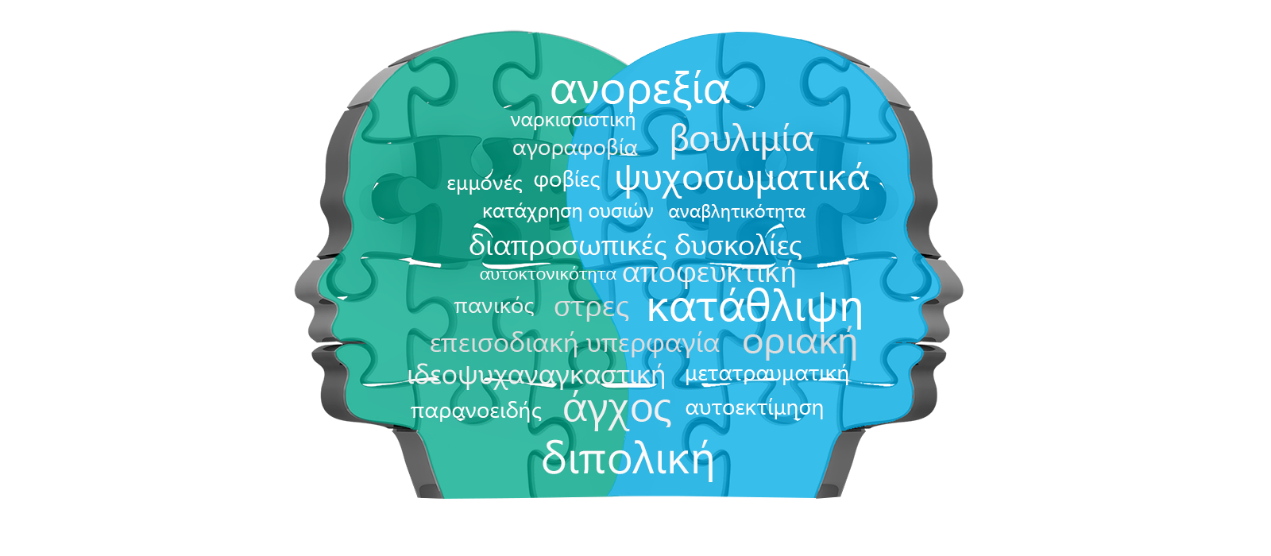 ανορεξία
ναρκισσιστικη
αγοραφοβία βουλιμία
εμμονές φοβίες ψυχοσωματικά
κατάχρηση ουσιών αναβλητικότητα
διαπροσωπικές δυσκολίες
αυτοκτονικότητα αποφευκτική
πανικός στρες κατάθλιψη
επεισοδιακή υπερφαγία οριακή
ιδεοψυχαναγκαστική μετατραυματική
παρανοειδής άγχος αυτοεκτίμηση
διπολική